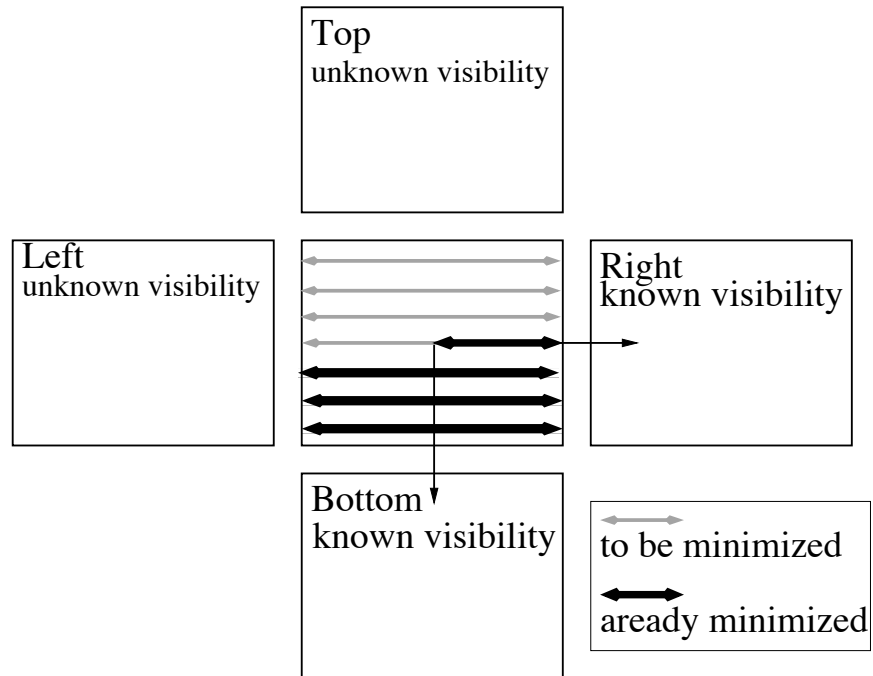 Top
unknown visibility
Left
unknown visibility
Right
known visibility
Bottom
known visibility
to be minimized
aready minimized